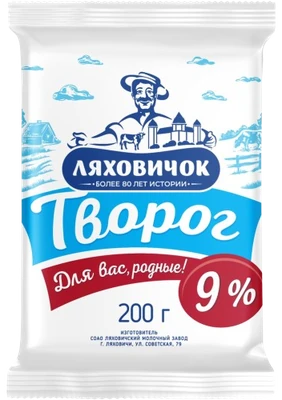 ЛЯХОВИЧОК
БОЛЕЕ 80 ЛЕТ ИСТОРИИ
Творог
Для вас, родные!
9 %
200 г
ИЗГОТОВИТЕЛЬ
СОАО ЛЯХОВИЧСКИЙ МОЛОЧНЫЙ ЗАВОД
Г. ЛЯХОВИЧИ, УЛ. СОВЕТСКАЯ, 79